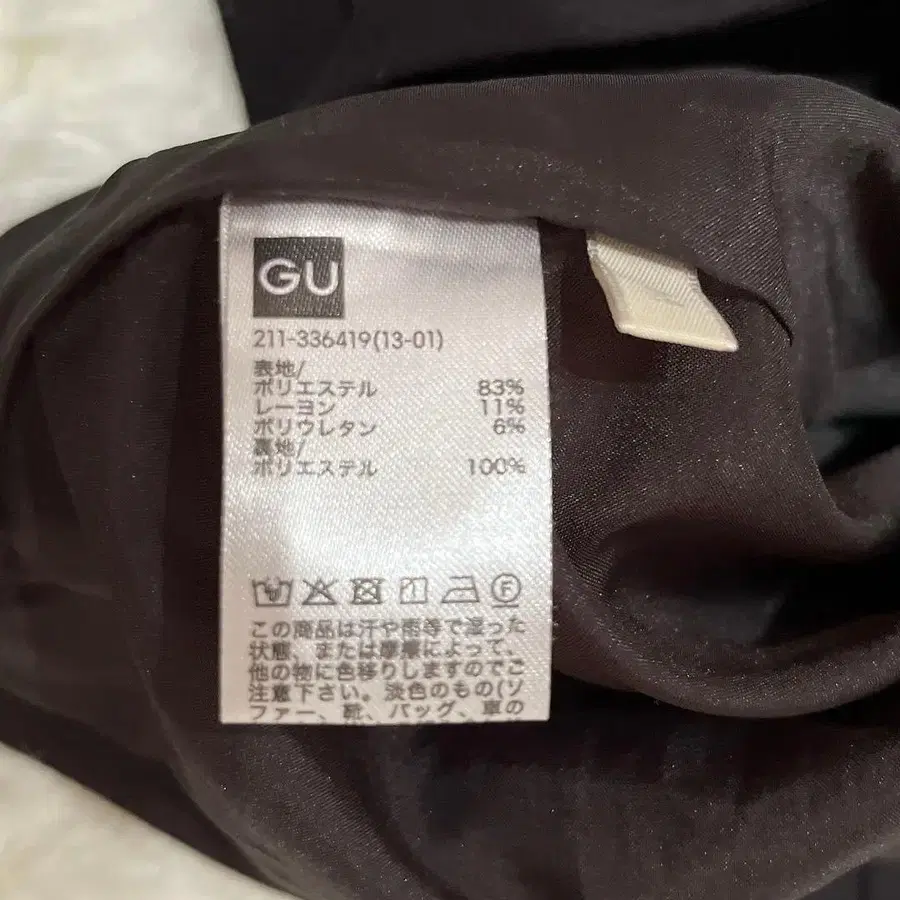 GU
211-336419(13-01)
表地/
ポリエステル 83%
レーヨン 11%
ポリウレタン 6%
裏地/
ポリエステル 100%
F
この商品は汗や雨等で湿った
状態、または摩擦によって、
他の物に色移りしますのでご
注意下さい。淡色のもの(ソ
ファー、靴、バッグ、車の